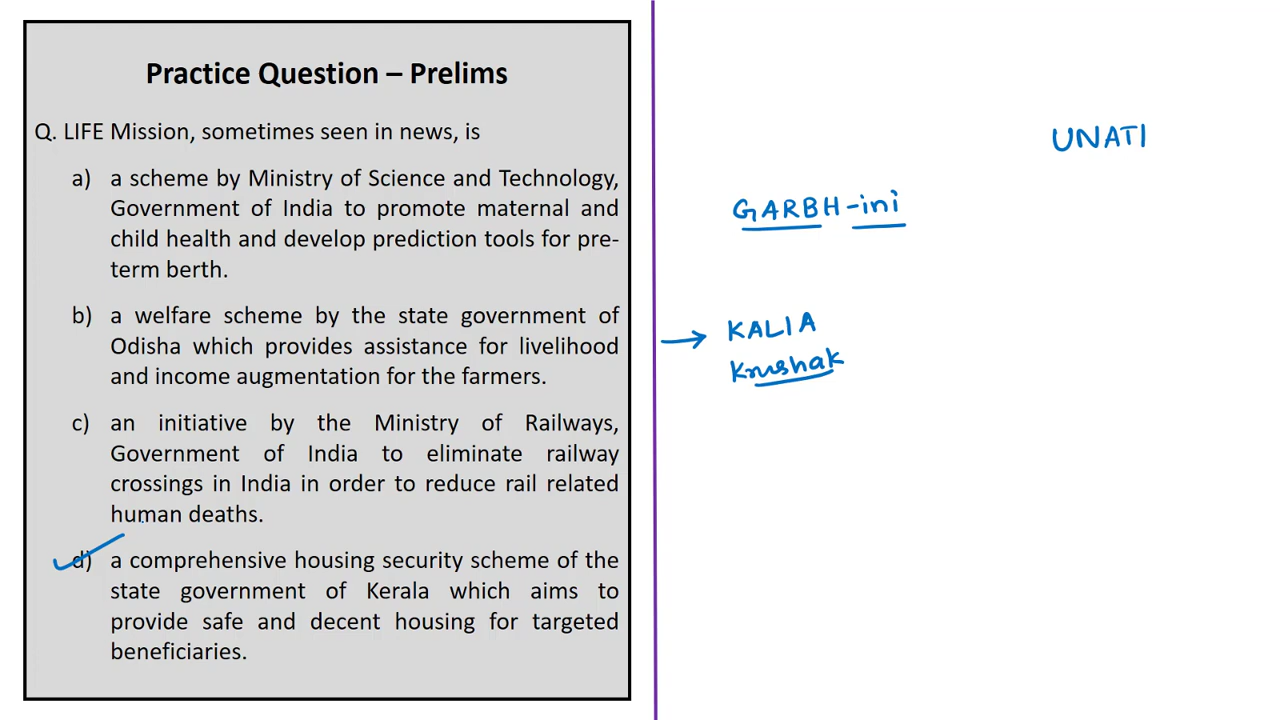 Practice Question – Prelims
Q. LIFE Mission, sometimes seen in news, is
a) a scheme by Ministry of Science and Technology,
Government of India to promote maternal and
child health and develop prediction tools for pre-
term berth.
b) a welfare scheme by the state government of
Odisha which provides assistance for livelihood
and income augmentation for the farmers.
c) an initiative by the Ministry of Railways,
Government of India to eliminate railway
crossings in India in order to reduce rail related
human deaths.
d) a comprehensive housing security scheme of the
state government of Kerala which aims to
provide safe and decent housing for targeted
beneficiaries.
UNATI
GARBH-ini
KALIA
Krushak